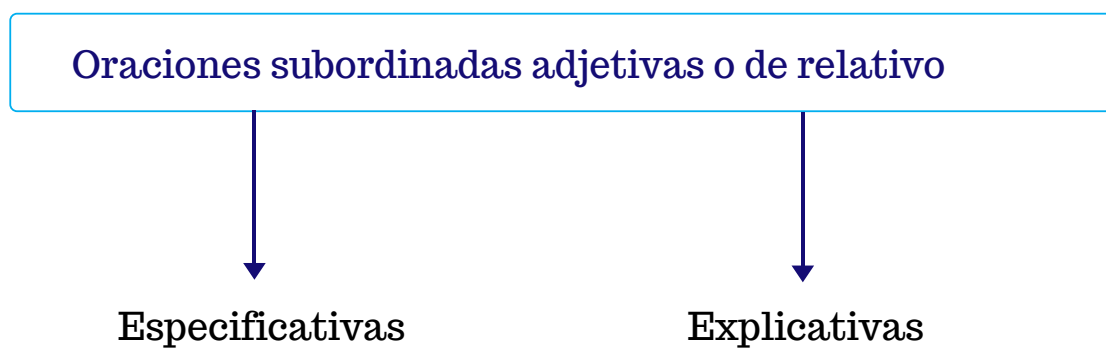 Oraciones subordinadas adjetivas o de relativo
Especificativas
Explicativas